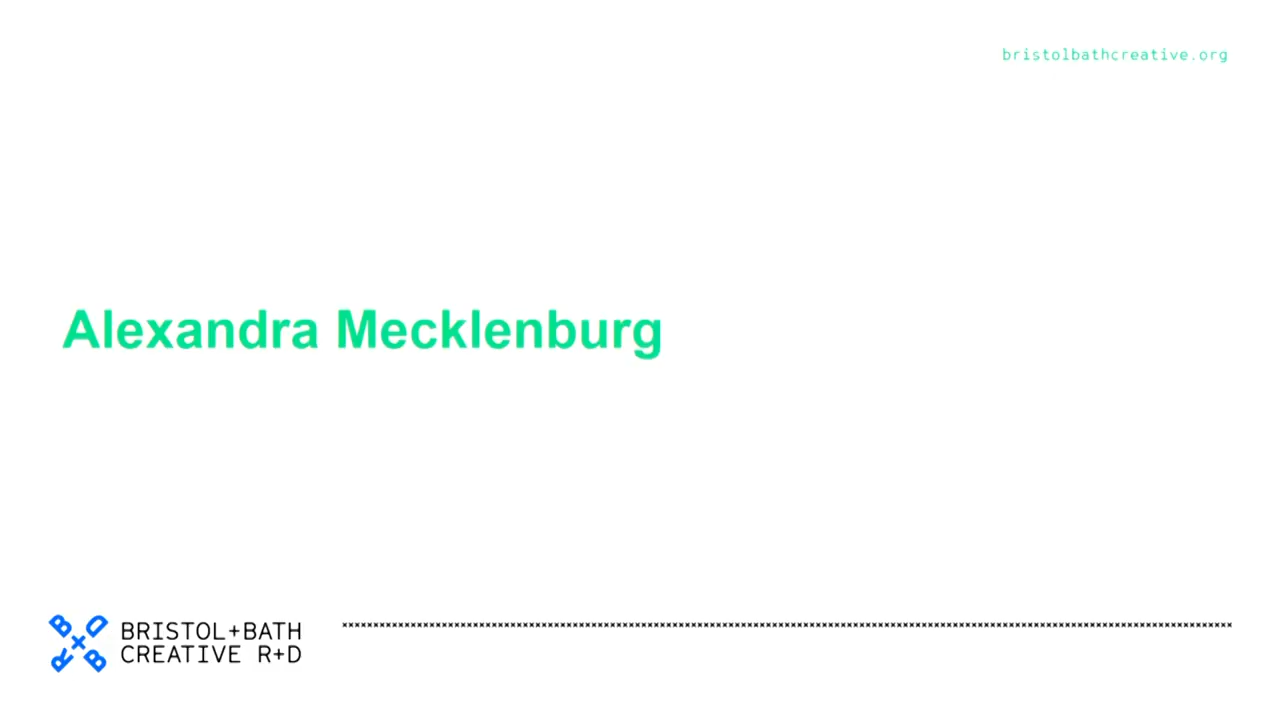 bristolbathcreative.org
Alexandra Mecklenburg
B D
+
R B
BRISTOL+BATH
CREATIVE R+D